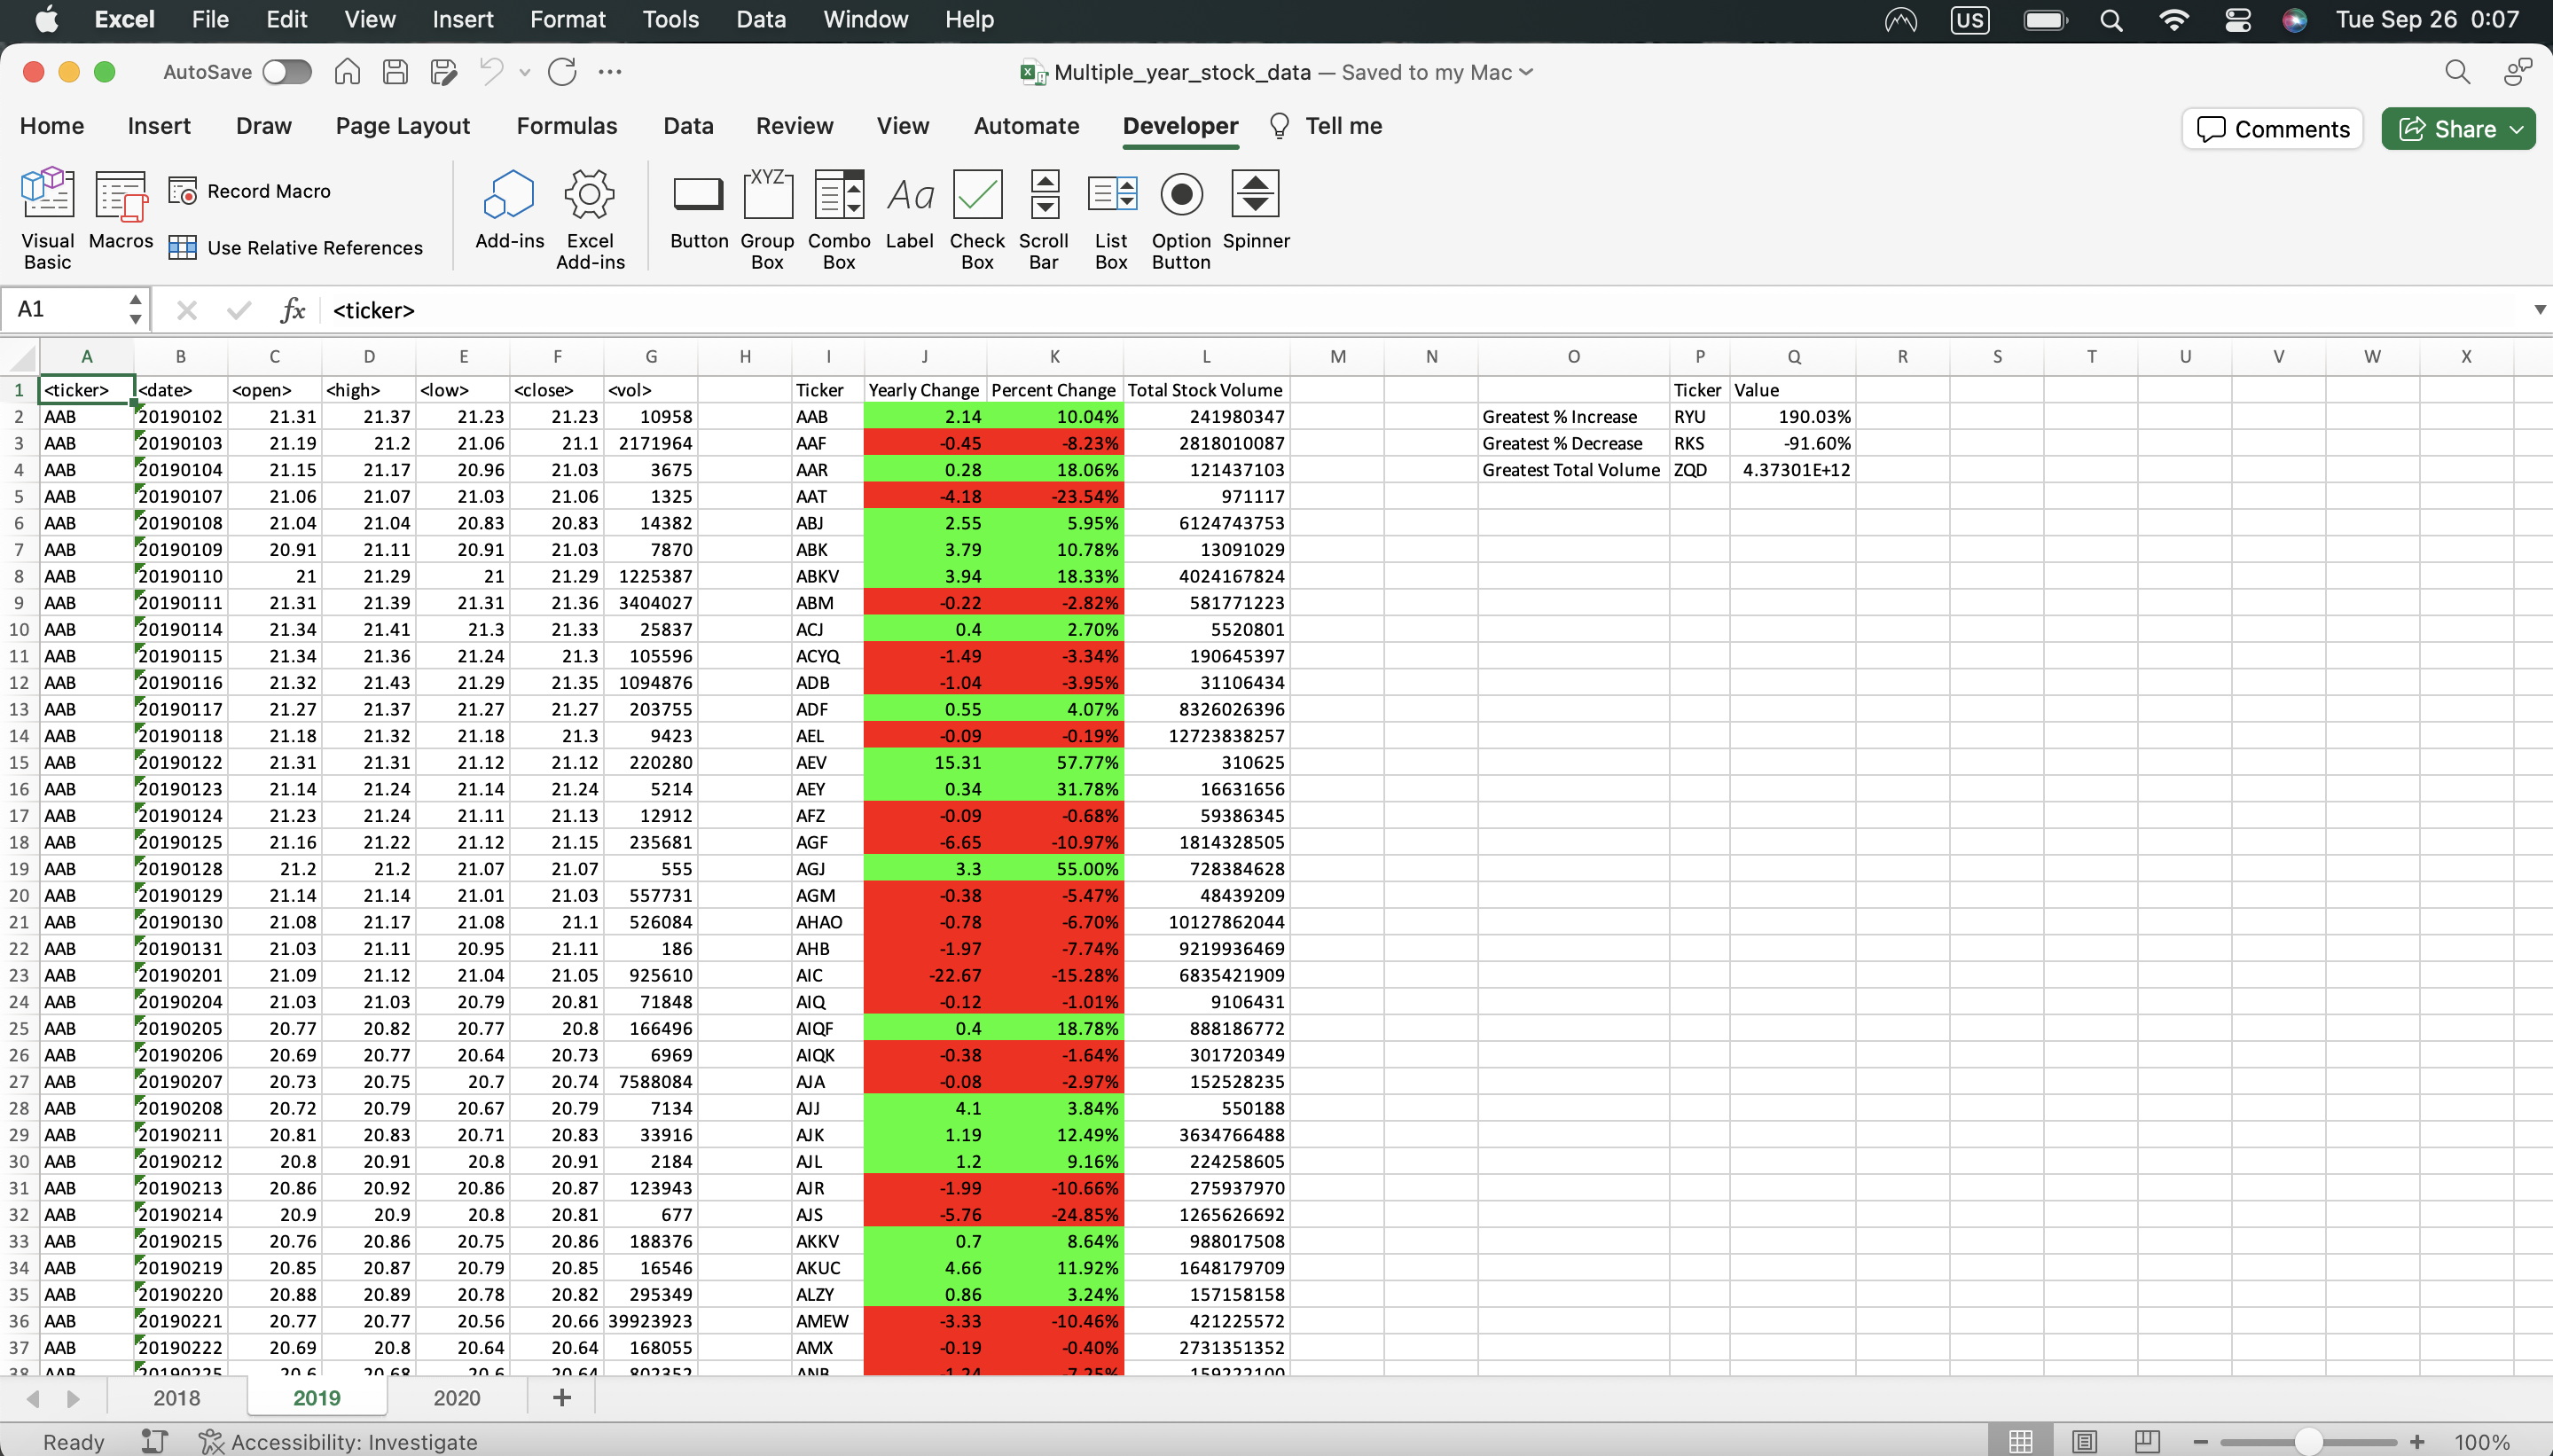 Excel File Edit View Insert Format Tools Data Window Help US Tue Sep 26 0:07
AutoSave Multiple_year_stock_data — Saved to my Mac
Home Insert Draw Page Layout Formulas Data Review View Automate Developer Tell me Comments Share
Visual Basic Macros Record Macro Use Relative References Add-ins Excel Add-ins Button Group Box Combo Box Label Check Box Scroll Bar List Box Option Button Spinner
A1 fx <ticker>
A B C D E F G H I J K L M N O P Q R S T U V W X
1 <ticker> <date> <open> <high> <low> <close> <vol> Ticker Yearly Change Percent Change Total Stock Volume Ticker Value
2 AAB 20190102 21.31 21.37 21.23 21.23 10958 AAB 2.14 10.04% 241980347 Greatest % Increase RYU 190.03%
3 AAB 20190103 21.19 21.2 21.06 21.1 2171964 AAF -0.45 -8.23% 2818010087 Greatest % Decrease RKS -91.60%
4 AAB 20190104 21.15 21.17 20.96 21.03 3675 AAR 0.28 18.06% 121437103 Greatest Total Volume ZQD 4.37301E+12
5 AAB 20190107 21.06 21.07 21.03 21.06 1325 AAT -4.18 -23.54% 971117
6 AAB 20190108 21.04 21.04 20.83 20.83 14382 ABJ 2.55 5.95% 6124743753
7 AAB 20190109 20.91 21.11 20.91 21.03 7870 ABK 3.79 10.78% 13091029
8 AAB 20190110 21 21.29 21 21.29 1225387 ABKV 3.94 18.33% 4024167824
9 AAB 20190111 21.31 21.39 21.31 21.36 3404027 ABM -0.22 -2.82% 581771223
10 AAB 20190114 21.34 21.41 21.3 21.33 25837 ACJ 0.4 2.70% 5520801
11 AAB 20190115 21.34 21.36 21.24 21.3 105596 ACYQ -1.49 -3.34% 190645397
12 AAB 20190116 21.32 21.43 21.29 21.35 1094876 ADB -1.04 -3.95% 31106434
13 AAB 20190117 21.27 21.37 21.27 21.27 203755 ADF 0.55 4.07% 8326026396
14 AAB 20190118 21.18 21.32 21.18 21.3 9423 AEL -0.09 -0.19% 12723838257
15 AAB 20190122 21.31 21.31 21.12 21.12 220280 AEV 15.31 57.77% 310625
16 AAB 20190123 21.14 21.24 21.14 21.24 5214 AEY 0.34 31.78% 16631656
17 AAB 20190124 21.23 21.24 21.11 21.13 12912 AFZ -0.09 -0.68% 59386345
18 AAB 20190125 21.16 21.22 21.12 21.15 235681 AGF -6.65 -10.97% 1814328505
19 AAB 20190128 21.2 21.2 21.07 21.07 555 AGJ 3.3 55.00% 728384628
20 AAB 20190129 21.14 21.14 21.01 21.03 557731 AGM -0.38 -5.47% 48439209
21 AAB 20190130 21.08 21.17 21.08 21.1 526084 AHAO -0.78 -6.70% 10127862044
22 AAB 20190131 21.03 21.11 20.95 21.11 186 AHB -1.97 -7.74% 9219936469
23 AAB 20190201 21.09 21.12 21.04 21.05 925610 AIC -22.67 -15.28% 6835421909
24 AAB 20190204 21.03 21.03 20.79 20.81 71848 AIQ -0.12 -1.01% 9106431
25 AAB 20190205 20.77 20.82 20.77 20.8 166496 AIQF 0.4 18.78% 888186772
26 AAB 20190206 20.69 20.77 20.64 20.73 6969 AIQK -0.38 -1.64% 301720349
27 AAB 20190207 20.73 20.75 20.7 20.74 7588084 AJA -0.08 -2.97% 152528235
28 AAB 20190208 20.72 20.79 20.67 20.79 7134 AJJ 4.1 3.84% 550188
29 AAB 20190211 20.81 20.83 20.71 20.83 33916 AJK 1.19 12.49% 3634766488
30 AAB 20190212 20.8 20.91 20.8 20.91 2184 AJL 1.2 9.16% 224258605
31 AAB 20190213 20.86 20.92 20.86 20.87 123943 AJR -1.99 -10.66% 275937970
32 AAB 20190214 20.9 20.9 20.8 20.81 677 AJS -5.76 -24.85% 1265626692
33 AAB 20190215 20.76 20.86 20.75 20.86 188376 AKKV 0.7 8.64% 988017508
34 AAB 20190219 20.85 20.87 20.79 20.85 16546 AKUC 4.66 11.92% 1648179709
35 AAB 20190220 20.88 20.89 20.78 20.82 295349 ALZY 0.86 3.24% 157158158
36 AAB 20190221 20.77 20.77 20.56 20.66 39923923 AMEW -3.33 -10.46% 421225572
37 AAB 20190222 20.69 20.8 20.64 20.64 168055 AMX -0.19 -0.40% 2731351352
38 AAB 20190225 20.6 20.68 20.6 20.64 802352 ANB -1.24 -7.25% 159222100
2018 2019 2020
Ready Accessibility: Investigate 100%